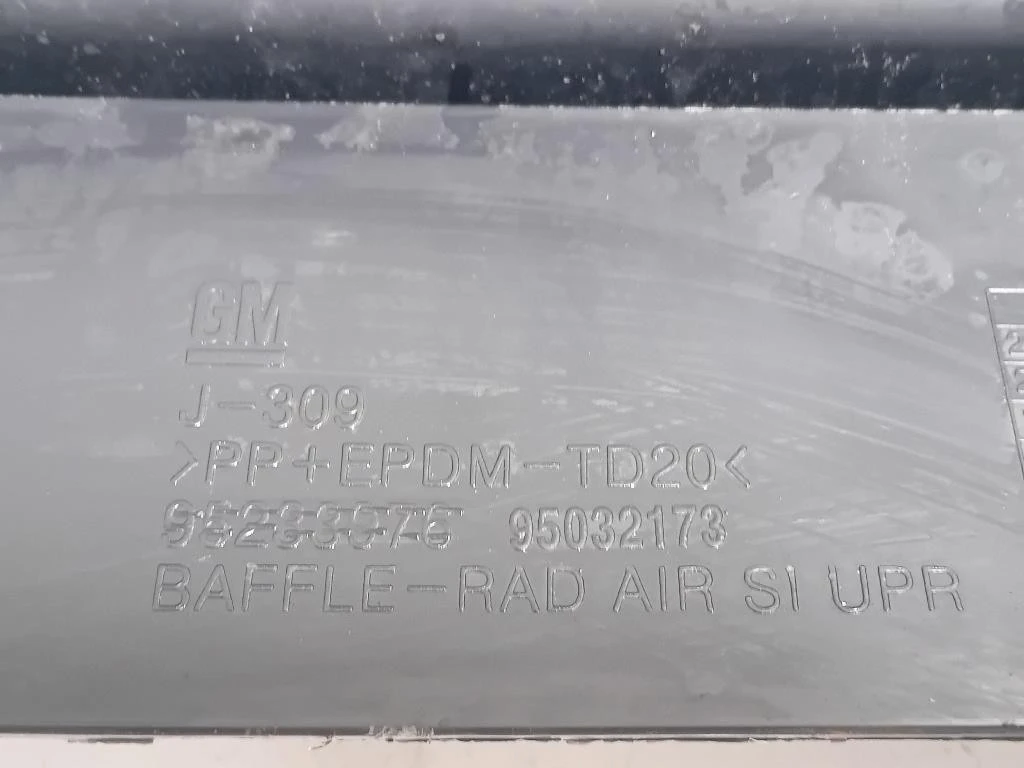 GM
J-309
>PP+EPDM-TD20<
95032173
BAFFLE-RAD AIR SI UPR